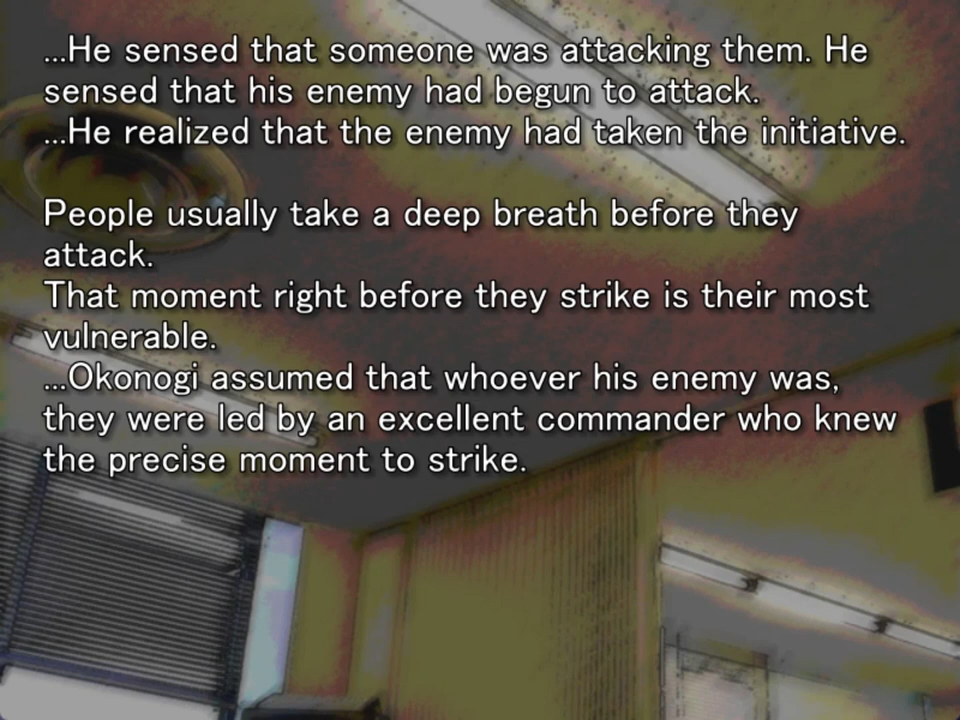 ...He sensed that someone was attacking them. He
sensed that his enemy had begun to attack.
...He realized that the enemy had taken the initiative.
People usually take a deep breath before they
attack.
That moment right before they strike is their most
vulnerable.
...Okonogi assumed that whoever his enemy was,
they were led by an excellent commander who knew
the precise moment to strike.